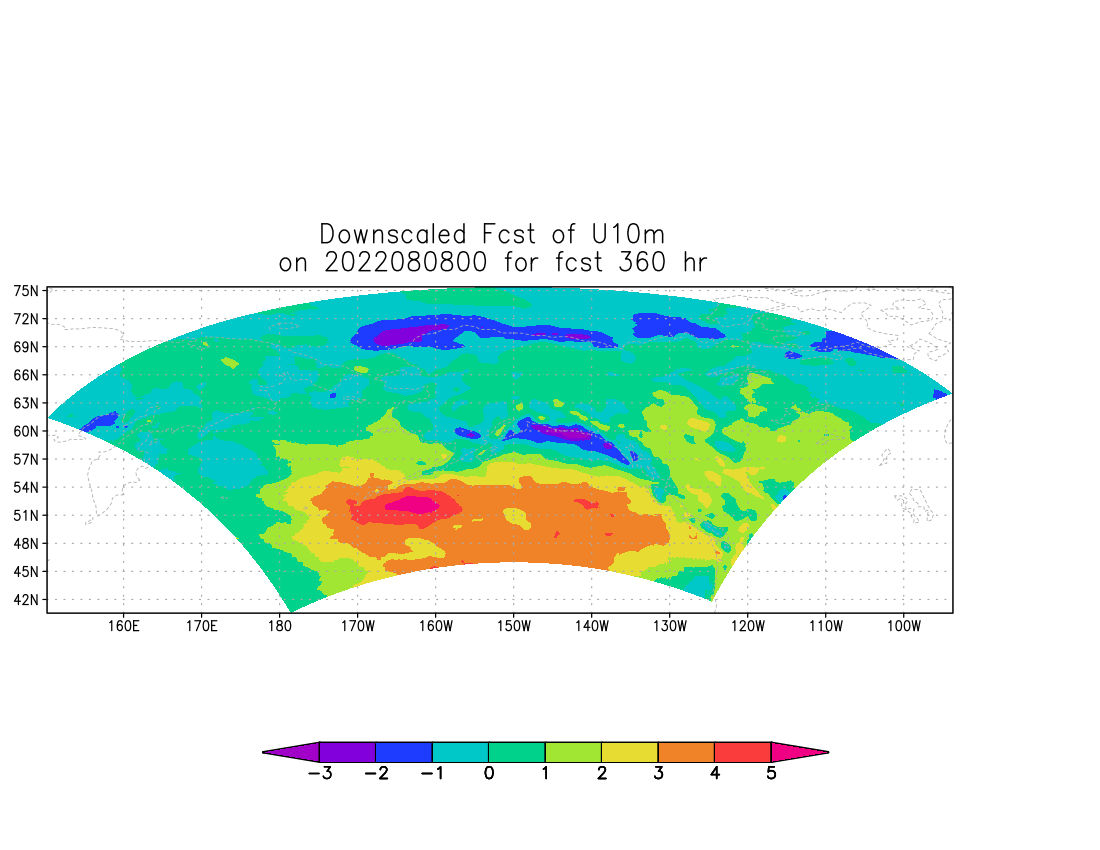 Downscaled Fcst of U10m
on 2022080800 for fcst 360 hr
75N
72N
69N
66N
63N
60N
57N
54N
51N
48N
45N
42N
160E 170E 180 170W 160W 150W 140W 130W 120W 110W 100W
-3 -2 -1 0 1 2 3 4 5